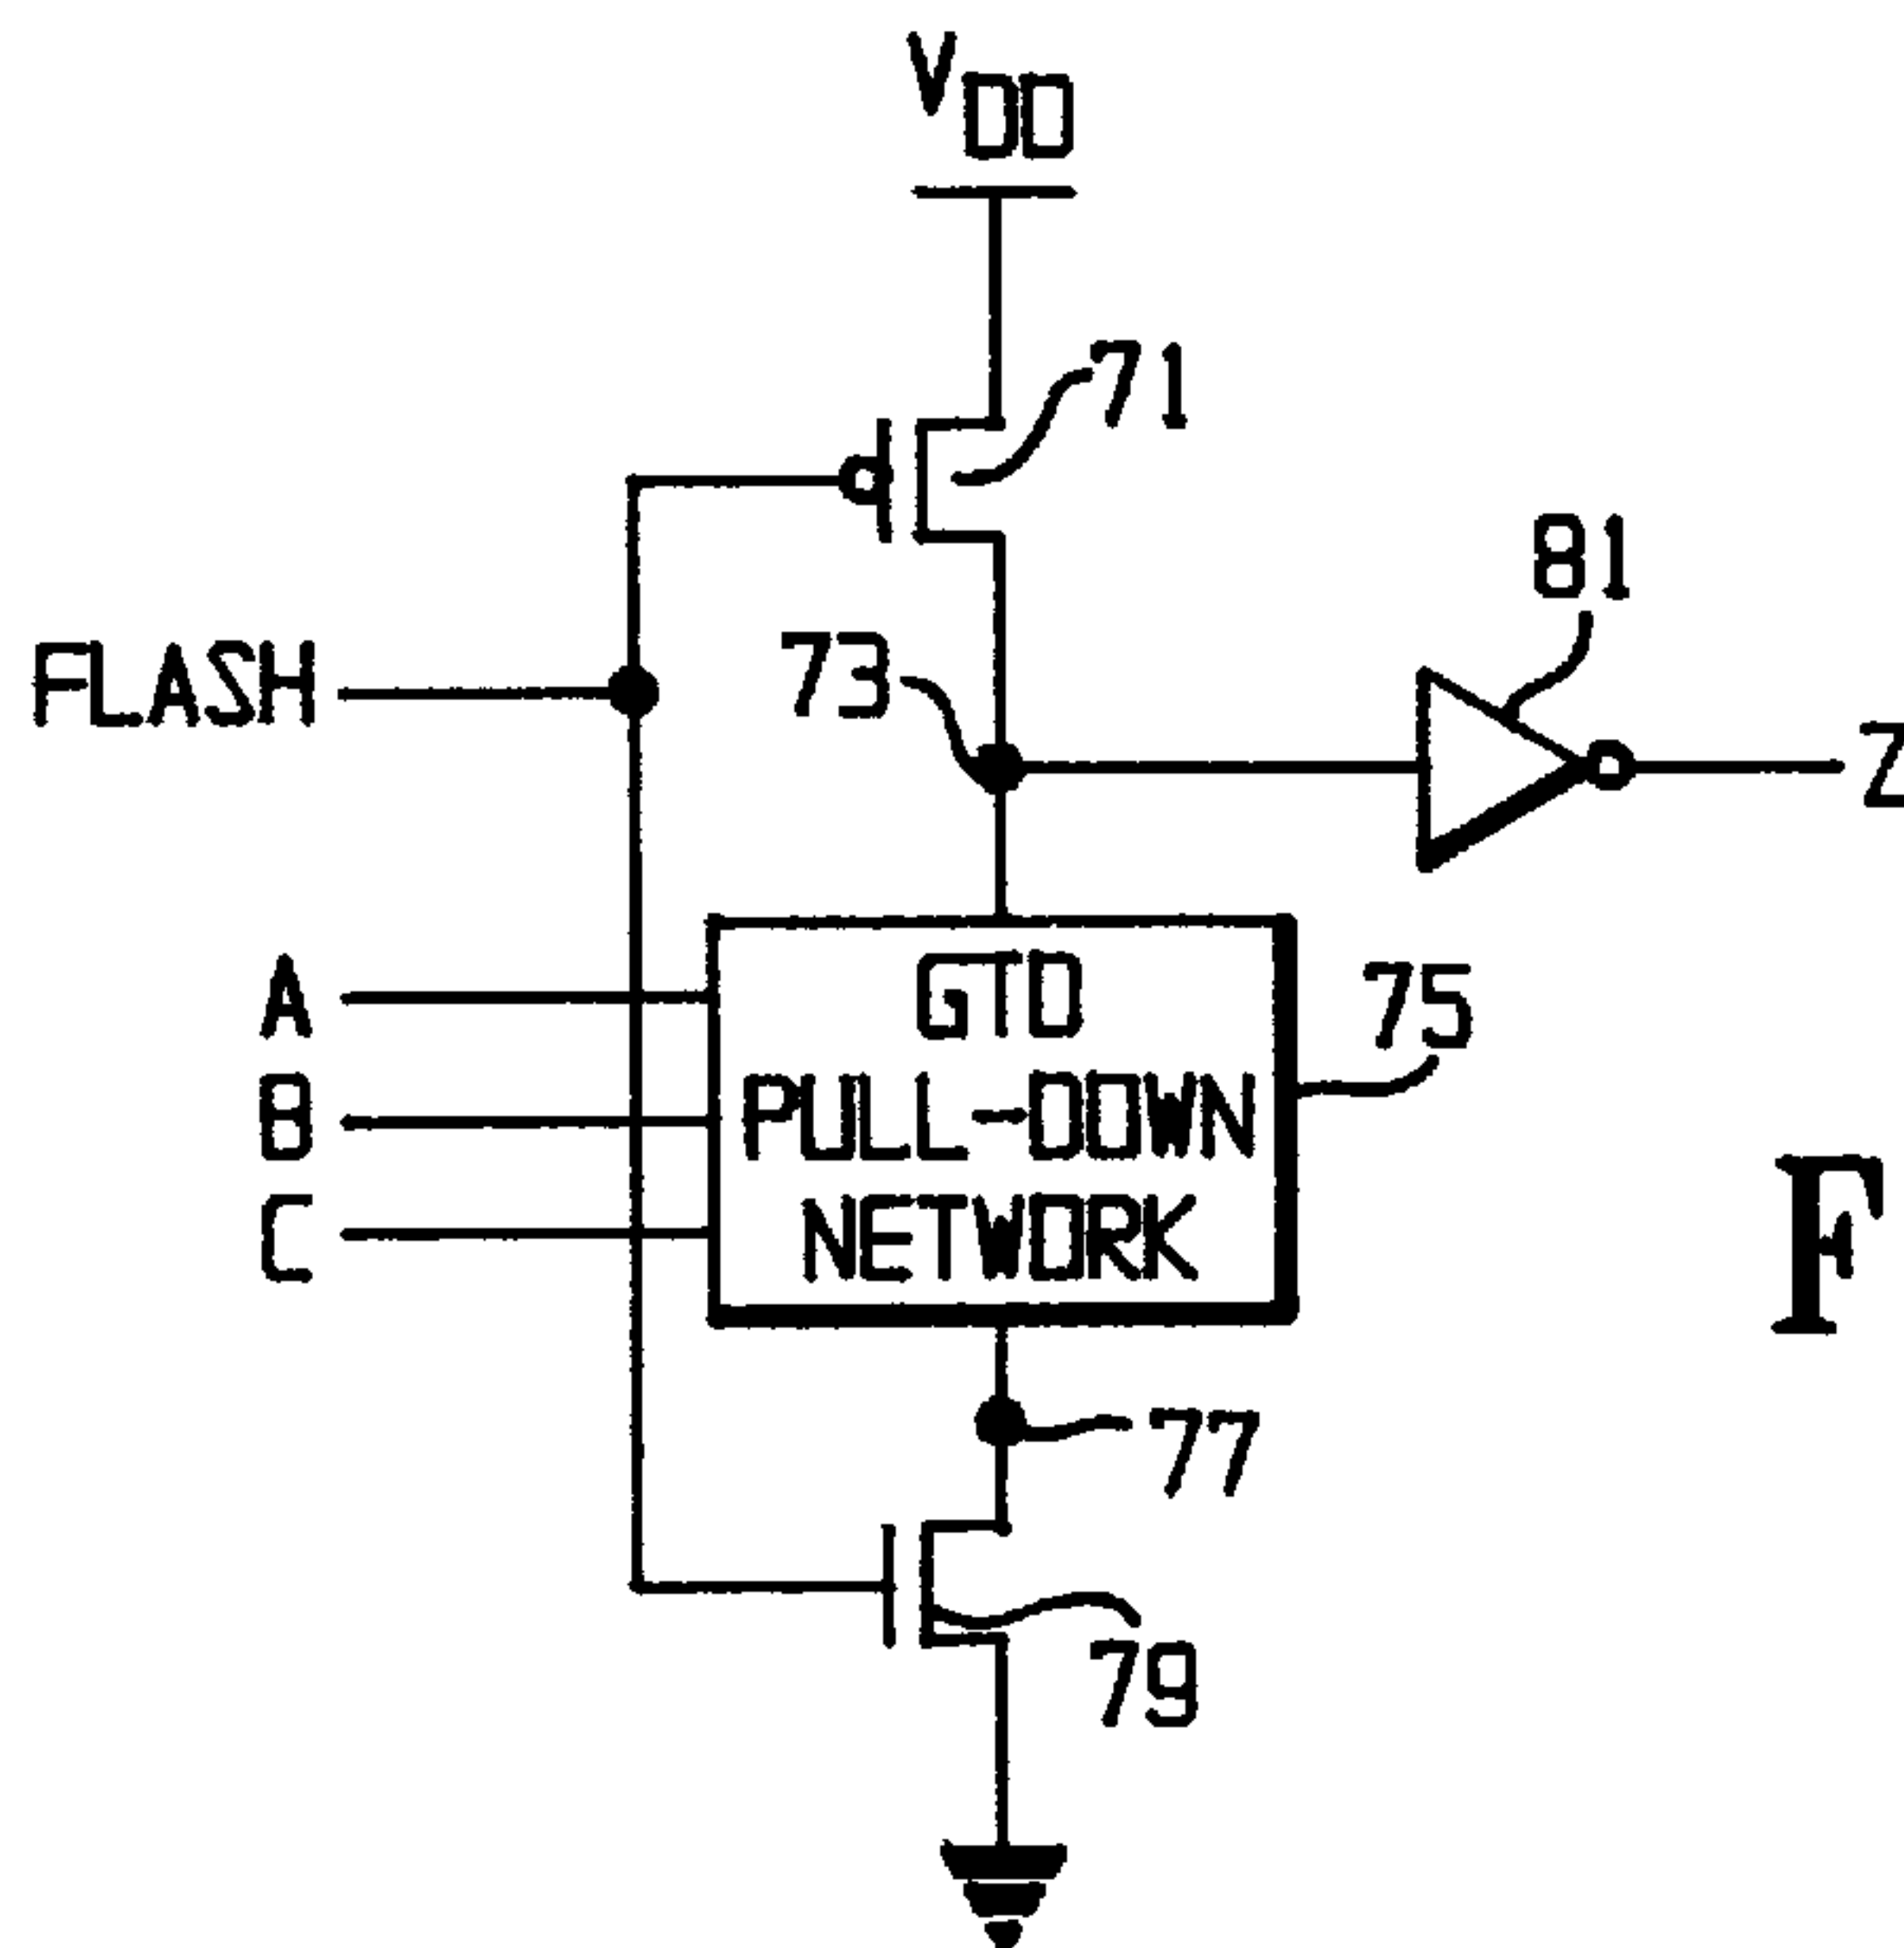 VDD
71
81
73
FLASH
Z
A
GTD
75
B
PULL-DOWN
C
NETWORK
F
77
79